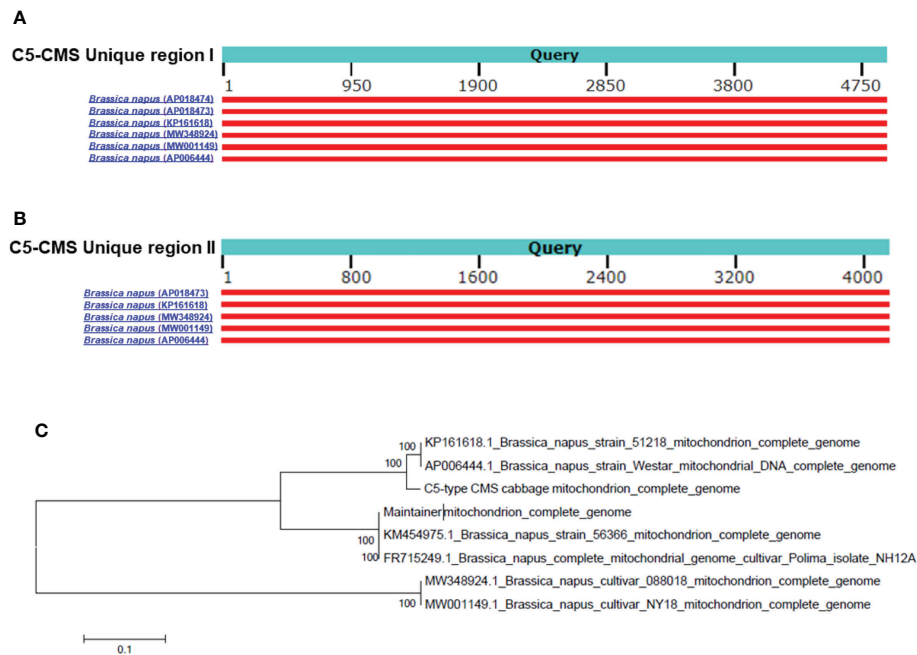 A
C5-CMS Unique region I
Query
1 950 1900 2850 3800 4750
Brassica napus (AP018474)
Brassica napus (AP018473)
Brassica napus (KP161618)
Brassica napus (MW348924)
Brassica napus (MW001149)
Brassica napus (AP006444)
B
C5-CMS Unique region II
Query
1 800 1600 2400 3200 4000
Brassica napus (AP018473)
Brassica napus (KP161618)
Brassica napus (MW348924)
Brassica napus (MW001149)
Brassica napus (AP006444)
C
100 KP161618.1_Brassica_napus_strain_51218_mitochondrion_complete_genome
100 AP006444.1_Brassica_napus_strain_Westar_mitochondrial_DNA_complete_genome
C5-type CMS cabbage mitochondrion_complete_genome
Maintainer mitochondrion_complete_genome
100 KM454975.1_Brassica_napus_strain_56366_mitochondrion_complete_genome
100 FR715249.1_Brassica_napus_complete_mitochondrial_genome_cultivar_Polima_isolate_NH12A
MW348924.1_Brassica_napus_cultivar_088018_mitochondrion_complete_genome
100 MW001149.1_Brassica_napus_cultivar_NY18_mitochondrion_complete_genome
0.1